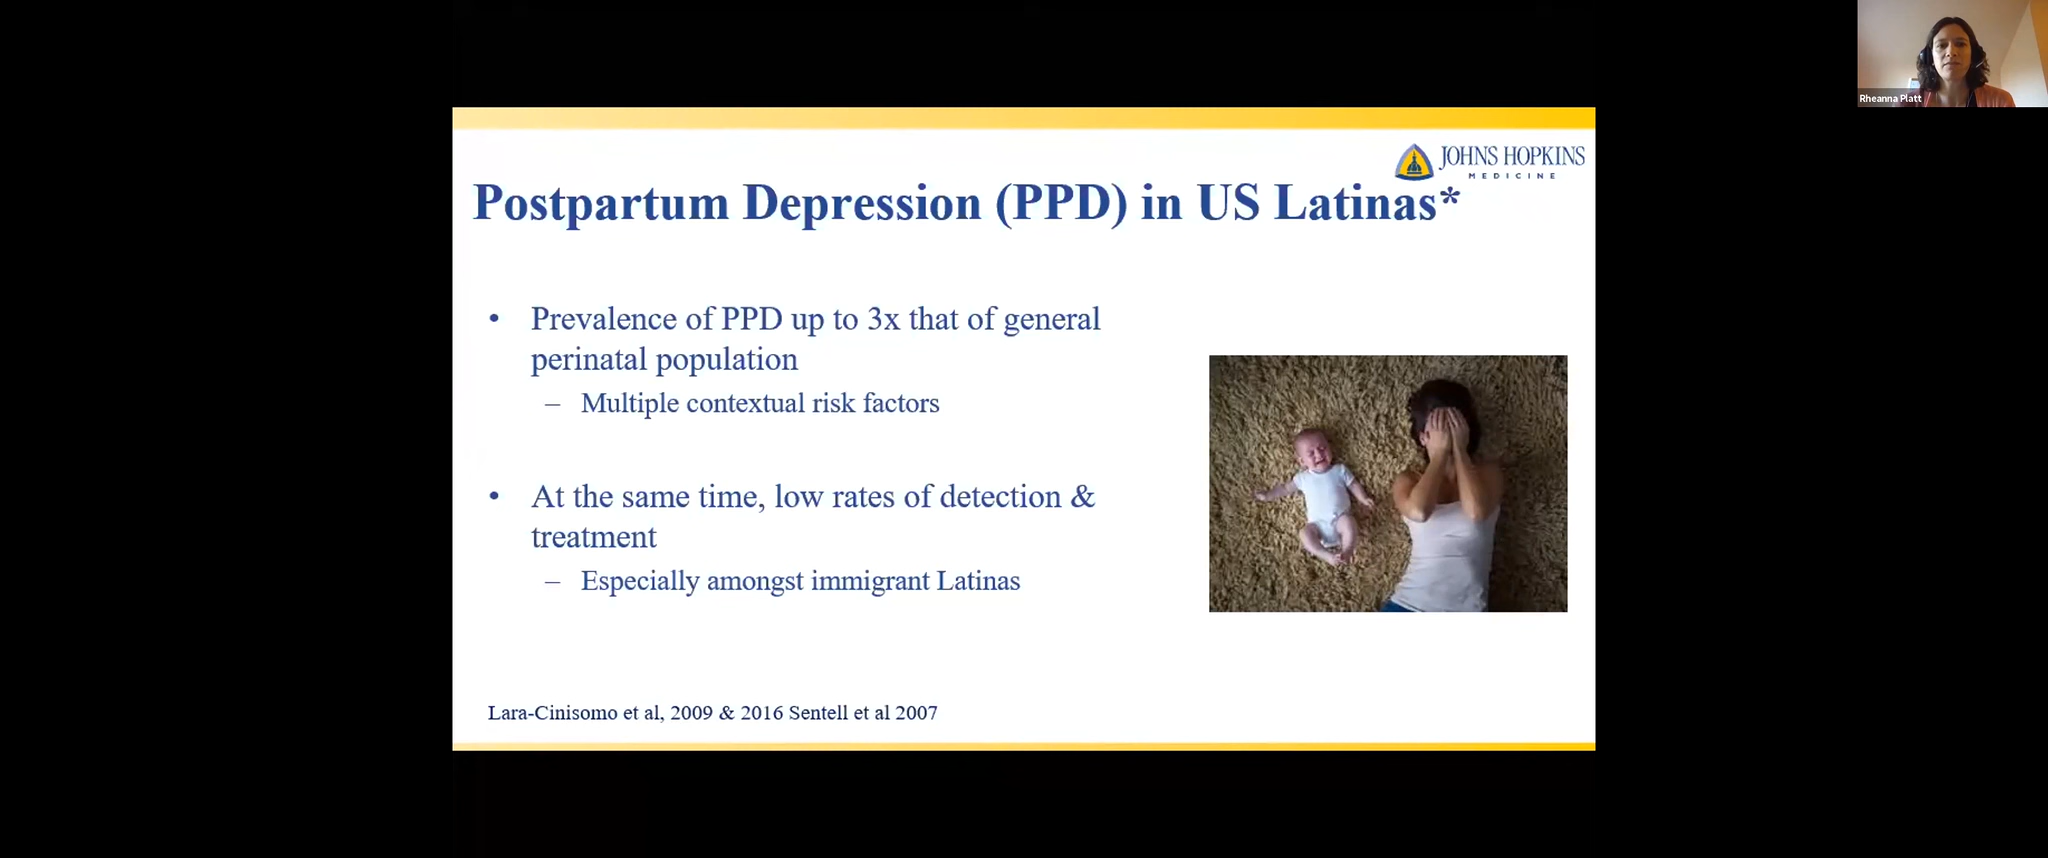 Rheanna Platt
JOHNS HOPKINS
MEDICINE
Postpartum Depression (PPD) in US Latinas*
• Prevalence of PPD up to 3x that of general
perinatal population
– Multiple contextual risk factors
• At the same time, low rates of detection &
treatment
– Especially amongst immigrant Latinas
Lara-Cinisomo et al, 2009 & 2016 Sentell et al 2007